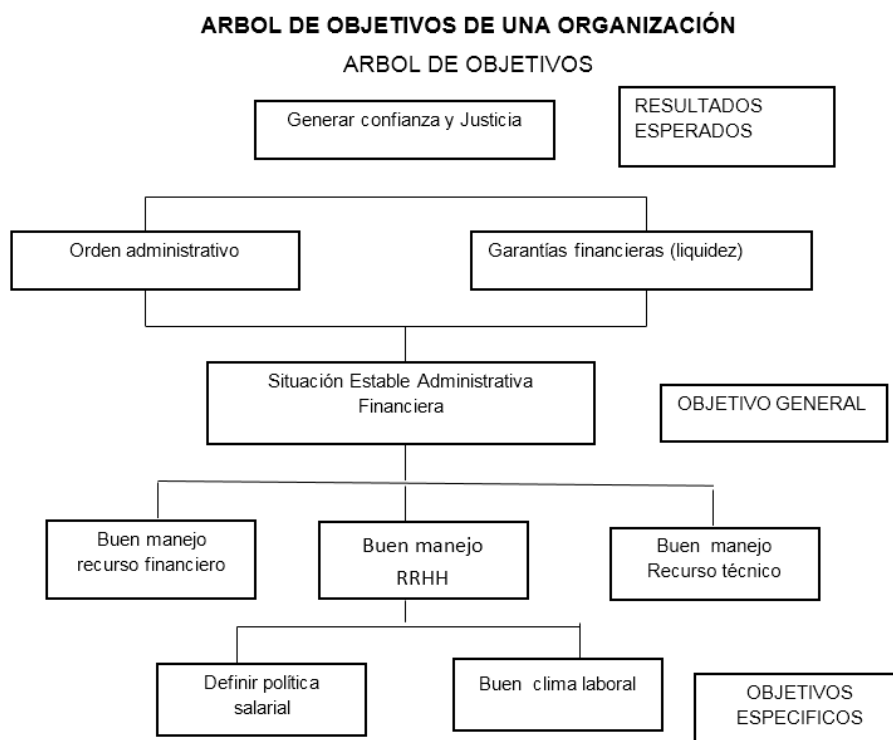 ARBOL DE OBJETIVOS DE UNA ORGANIZACIÓN
ARBOL DE OBJETIVOS
Generar confianza y Justicia
RESULTADOS
ESPERADOS
Orden administrativo
Garantías financieras (liquidez)
Situación Estable Administrativa
Financiera
OBJETIVO GENERAL
Buen manejo
recurso financiero
Buen manejo
RRHH
Buen manejo
Recurso técnico
Definir política
salarial
Buen clima laboral
OBJETIVOS
ESPECIFICOS